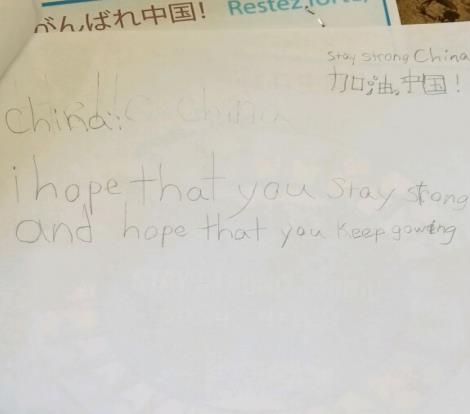 がんばれ中国!
Restez forts,
stay strong China
加油,中国!
China:
i hope that you stay strong
and hope that you keep gowing